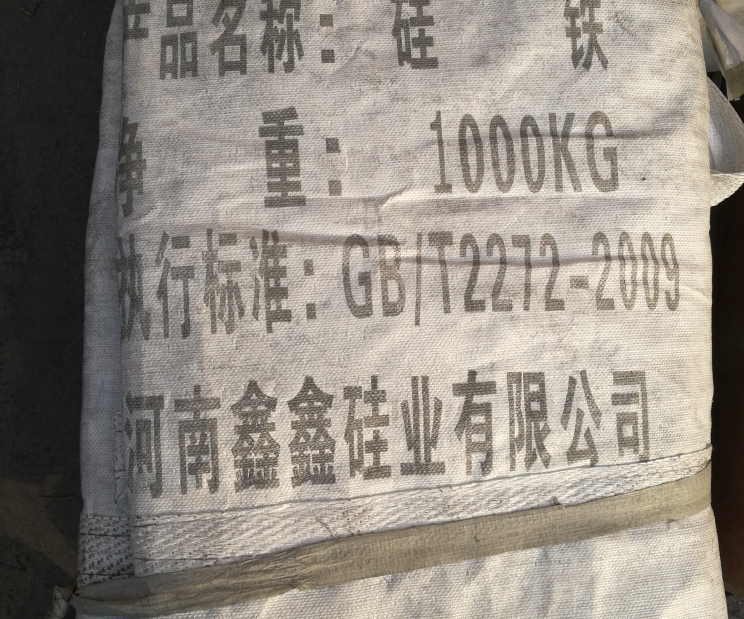 产品名称：硅 铁
净 重：1000KG
执行标准：GB/T2272-2009
河南鑫鑫硅业有限公司